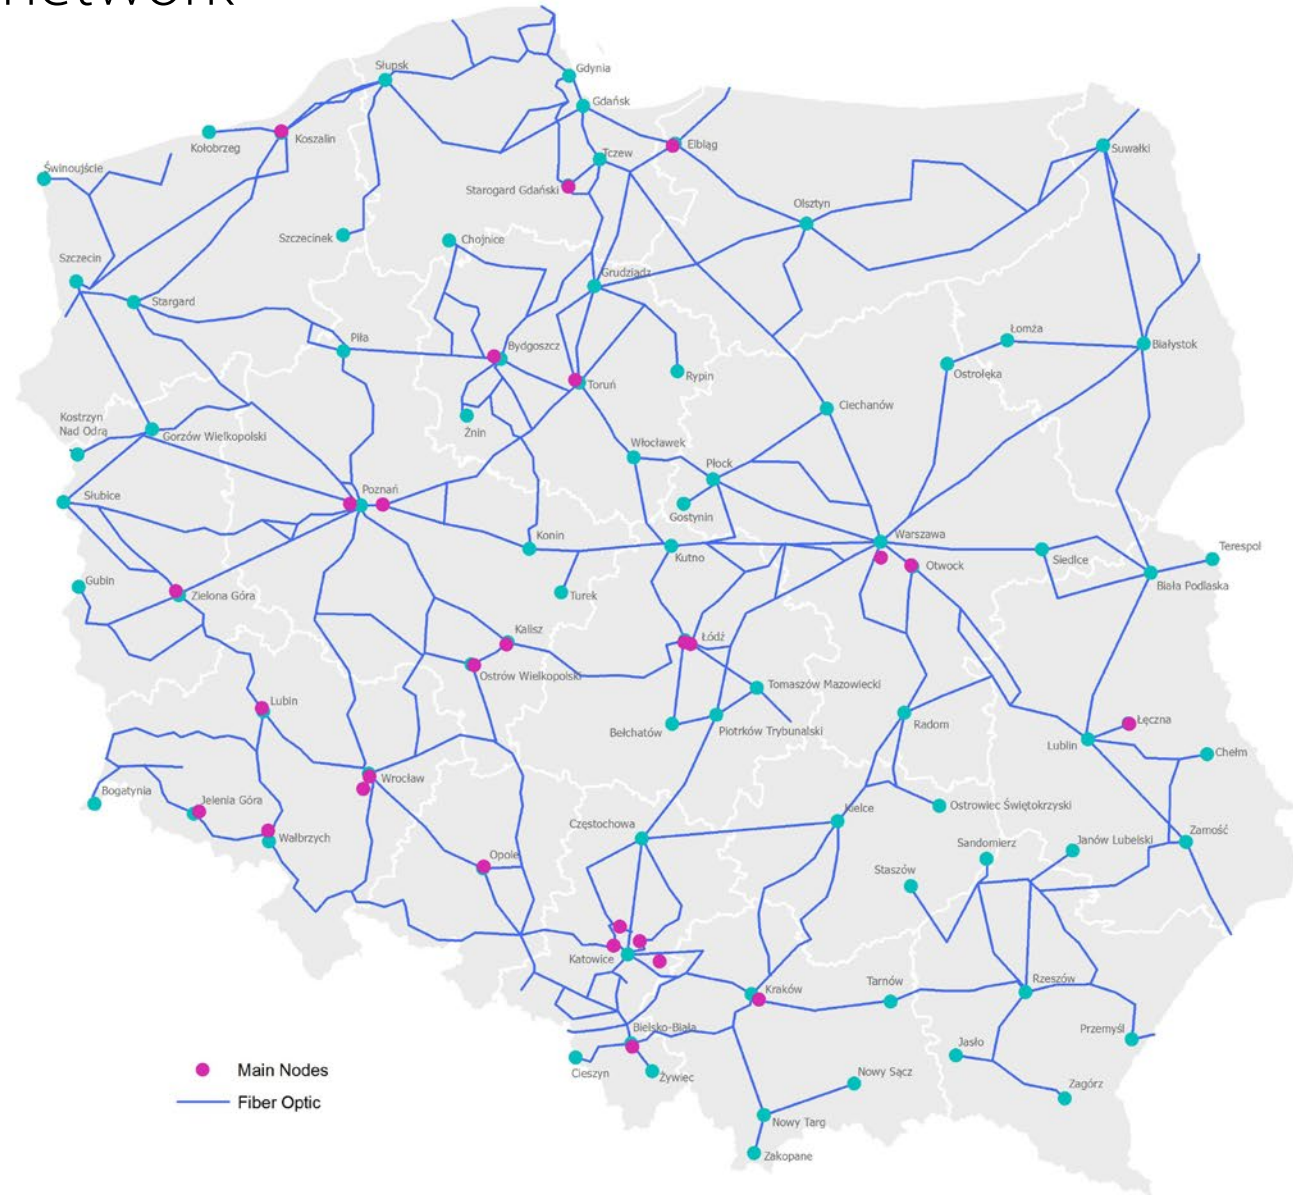 network
Słupsk
Gdynia
Gdańsk
Koszalin
Kołobrzeg
Elbląg
Suwałki
Tczew
Świnoujście
Starogard Gdański
Olsztyn
Szczecinek
Chojnice
Szczecin
Grudziądz
Stargard
Łomża
Piła
Bydgoszcz
Białystok
Ostrołęka
Toruń
Rypin
Ciechanów
Kostrzyn
Nad Odrą
Gorzów Wielkopolski
Żnin
Włocławek
Płock
Słubice
Poznań
Gostynin
Konin
Warszawa
Kutno
Siedlce
Terespol
Otwock
Gubin
Biała Podlaska
Zielona Góra
Turek
Kalisz
Łódź
Ostrów Wielkopolski
Tomaszów Mazowiecki
Lubin
Bełchatów
Piotrków Trybunalski
Radom
Łęczna
Lublin
Chełm
Wrocław
Bogatynia
Jelenia Góra
Ostrowiec Świętokrzyski
Kielce
Częstochowa
Wałbrzych
Zamość
Sandomierz
Janów Lubelski
Opole
Staszów
Katowice
Kraków
Tarnów
Rzeszów
Bielsko-Biała
Przemyśl
Jasło
Cieszyn
Żywiec
Nowy Sącz
Zagórz
Nowy Targ
Zakopane
Main Nodes
Fiber Optic